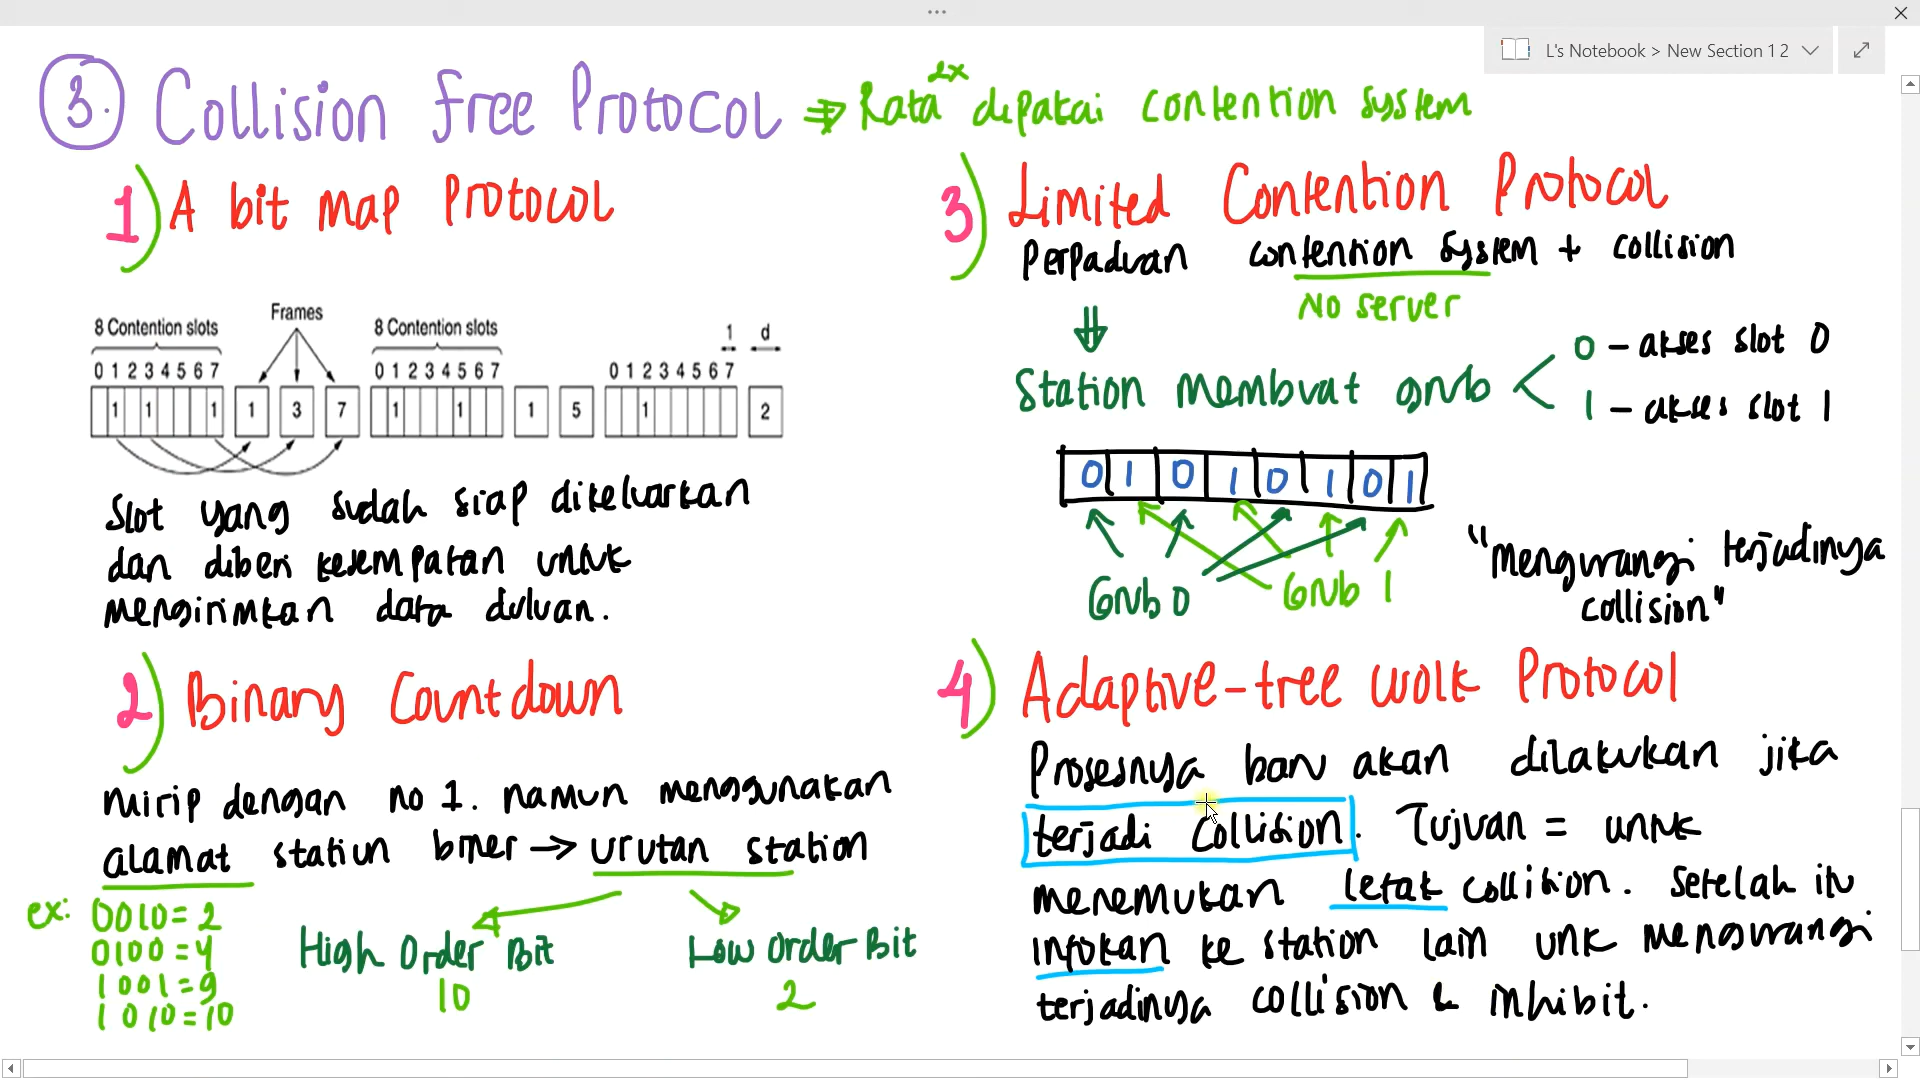 L's Notebook > New Section 1 2
3. Collision Free Protocol ⇒ Rata2x dipakai contention system
1) A bit map Protocol
8 Contention slots
Frames
8 Contention slots
1 d
0 1 2 3 4 5 6 7
0 1 2 3 4 5 6 7
0 1 2 3 4 5 6 7
1 1 1 1 3 7 1 1 1 5 1 2
Slot yang sudah siap dikeluarkan
dan diberi kesempatan untuk
mengirimkan data duluan.
2) Binary Countdown
mirip dengan no 1. namun menggunakan
alamat station biner → urutan station
ex: 0010 = 2
0100 = 4
1001 = 9
1010 = 10
High Order Bit
10
Low Order Bit
2
3) Limited Contention Protocol
Perpaduan contention system + collision
No server
Station membuat grub
0 - akses slot 0
1 - akses slot 1
0 1 0 1 0 1 0 1
Grub 0 Grub 1
"Mengurangi terjadinya
collision"
4) Adaptive-tree wolk Protocol
Prosesnya baru akan dilakukan jika
terjadi Collision. Tujuan = untuk
menemukan letak collision. Setelah itu
infokan ke station lain untk mengurangi
terjadinya collision & inhibit.